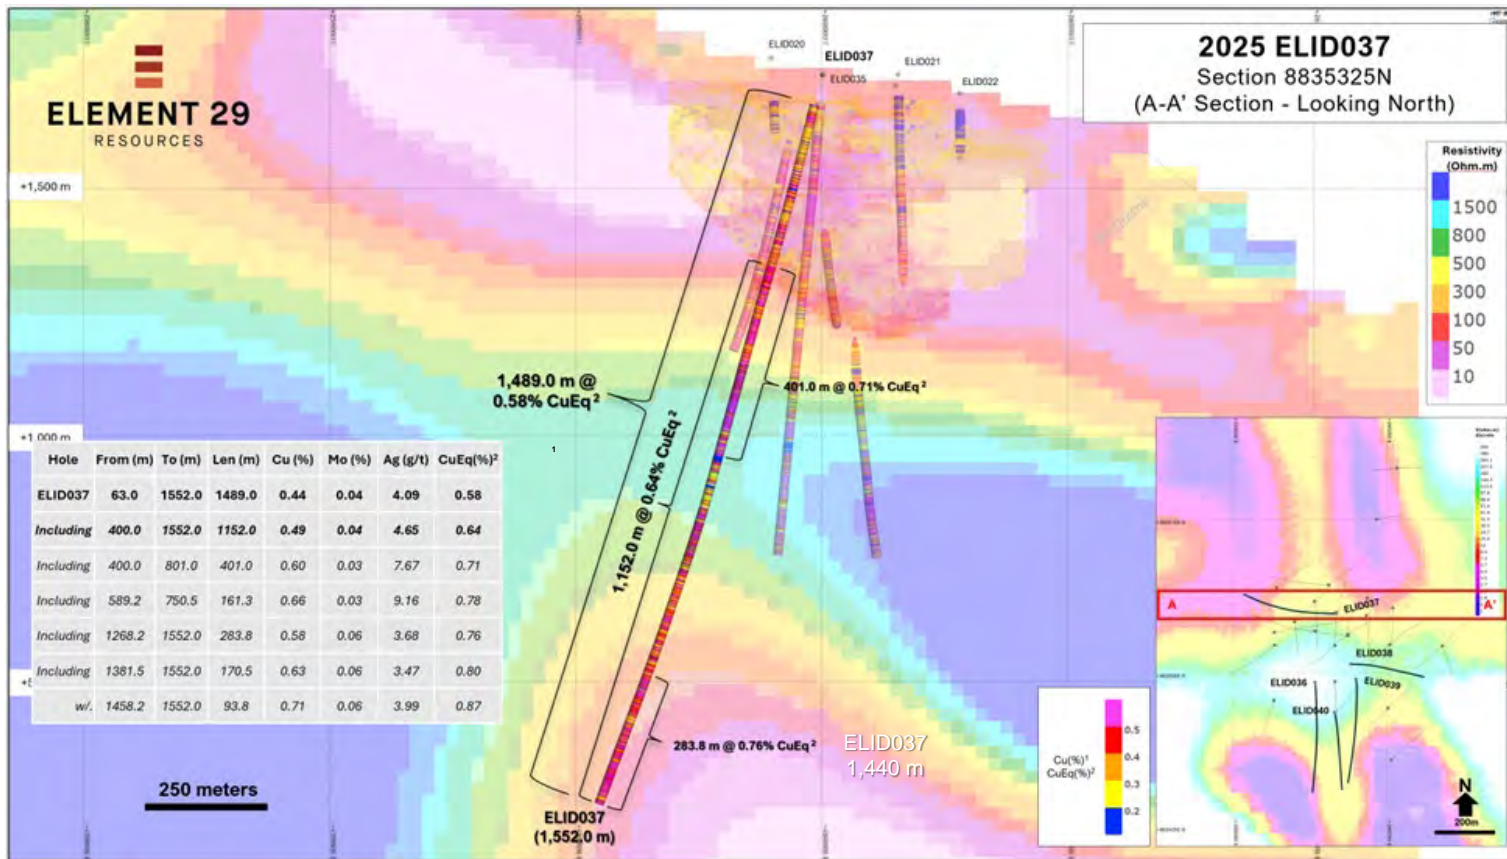 ELEMENT 29
RESOURCES
ELID020
ELID037
ELID035
ELID021
ELID022
2025 ELID037
Section 8835325N
(A-A' Section - Looking North)
Resistivity
(Ohm.m)
1500
800
500
300
100
50
10
+1,500 m
+1,000 m
1,489.0 m @
0.58% CuEq²
1,152.0 m @ 0.64% CuEq²
401.0 m @ 0.71% CuEq²
283.8 m @ 0.76% CuEq²
1
Hole From (m) To (m) Len (m) Cu (%) Mo (%) Ag (g/t) CuEq(%)²
ELID037 63.0 1552.0 1489.0 0.44 0.04 4.09 0.58
Including 400.0 1552.0 1152.0 0.49 0.04 4.65 0.64
Including 400.0 801.0 401.0 0.60 0.03 7.67 0.71
Including 589.2 750.5 161.3 0.66 0.03 9.16 0.78
Including 1268.2 1552.0 283.8 0.58 0.06 3.68 0.76
Including 1381.5 1552.0 170.5 0.63 0.06 3.47 0.80
w/. 1458.2 1552.0 93.8 0.71 0.06 3.99 0.87
250 meters
ELID037
(1,552.0 m)
ELID037
1,440 m
Cu(%)¹
CuEq(%)²
0.5
0.4
0.3
0.2
A
A'
ELID037
ELID038
ELID036
ELID039
ELID040
N
200m